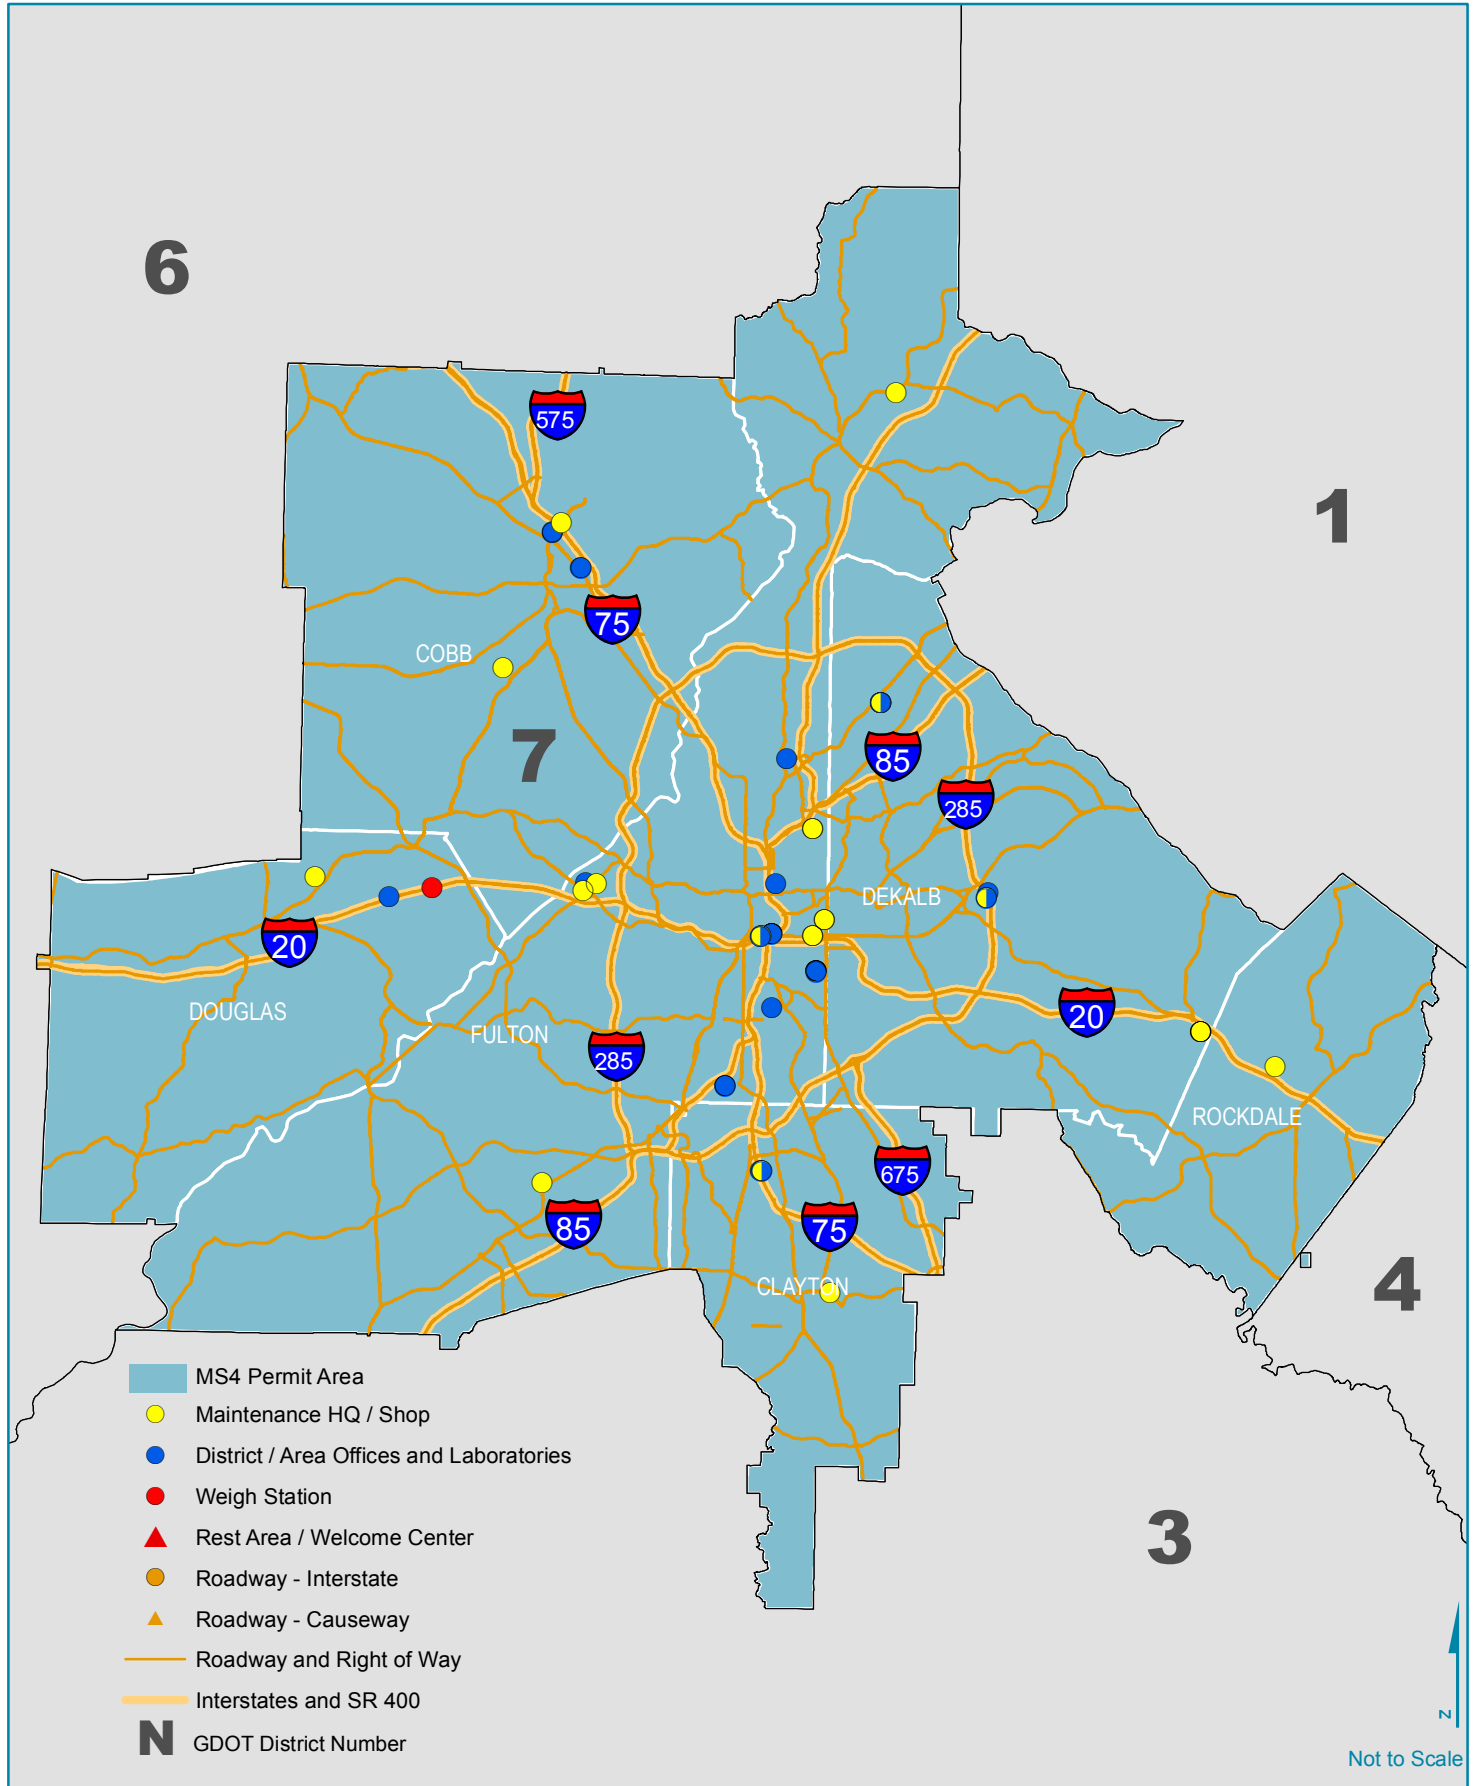 6
575
1
75
COBB
7
85
285
DEKALB
20
DOUGLAS
FULTON
285
20
ROCKDALE
675
85
75
CLAYTON
4
MS4 Permit Area
Maintenance HQ / Shop
District / Area Offices and Laboratories
Weigh Station
Rest Area / Welcome Center
3
Roadway - Interstate
Roadway - Causeway
Roadway and Right of Way
Interstates and SR 400
N
N GDOT District Number
Not to Scale